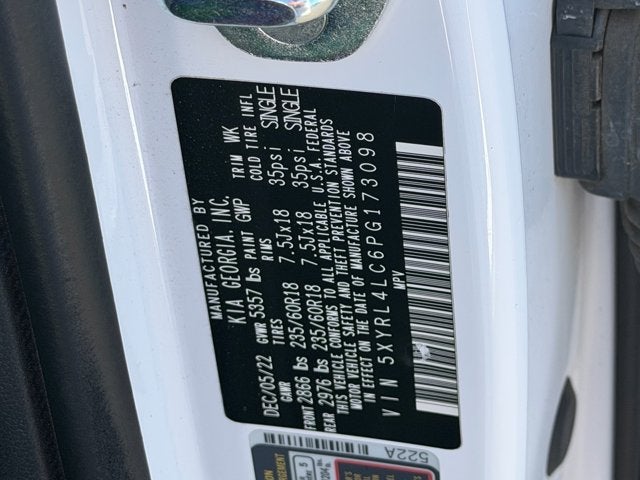 MANUFACTURED BY
KIA GEORGIA, INC.
DEC/05/22 GVWR 5357 lbs PAINT GWP TRIM WK
GAWR TIRES RIMS COLD TIRE INFL
FRONT 2866 lbs 235/60R18 7.5Jx18 35psi SINGLE
REAR 2976 lbs 235/60R18 7.5Jx18 35psi SINGLE
THIS VEHICLE CONFORMS TO ALL APPLICABLE U.S.A. FEDERAL
MOTOR VEHICLE SAFETY AND THEFT PREVENTION STANDARDS
IN EFFECT ON THE DATE OF MANUFACTURE SHOWN ABOVE
VIN 5XYRL4LC6PG173098
MPV
522A